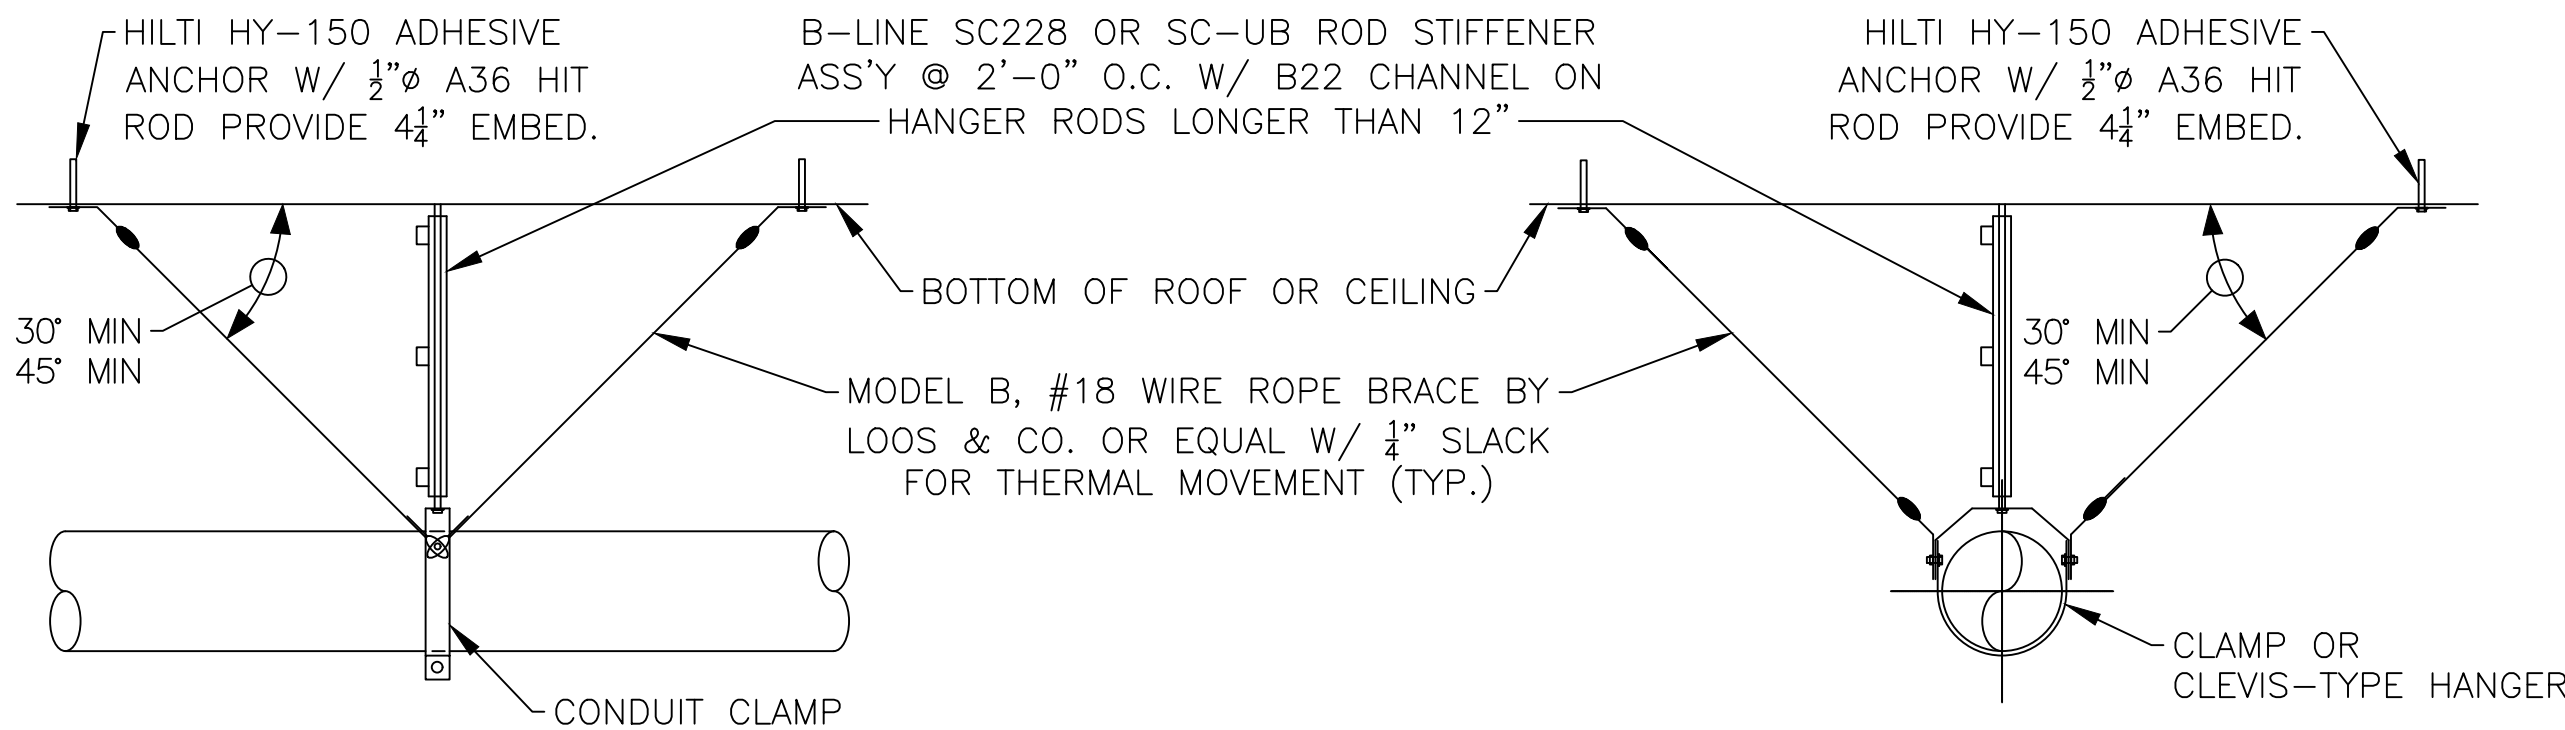 HILTI HY-150 ADHESIVE
ANCHOR W/ 1/2"ø A36 HIT
ROD PROVIDE 4 1/4" EMBED.
B-LINE SC228 OR SC-UB ROD STIFFENER
ASS'Y @ 2'-0" O.C. W/ B22 CHANNEL ON
HANGER RODS LONGER THAN 12"
HILTI HY-150 ADHESIVE
ANCHOR W/ 1/2"ø A36 HIT
ROD PROVIDE 4 1/4" EMBED.
BOTTOM OF ROOF OR CEILING
30° MIN
45° MIN
30° MIN
45° MIN
MODEL B, #18 WIRE ROPE BRACE BY
LOOS & CO. OR EQUAL W/ 1/4" SLACK
FOR THERMAL MOVEMENT (TYP.)
CLAMP OR
CLEVIS-TYPE HANGER
CONDUIT CLAMP